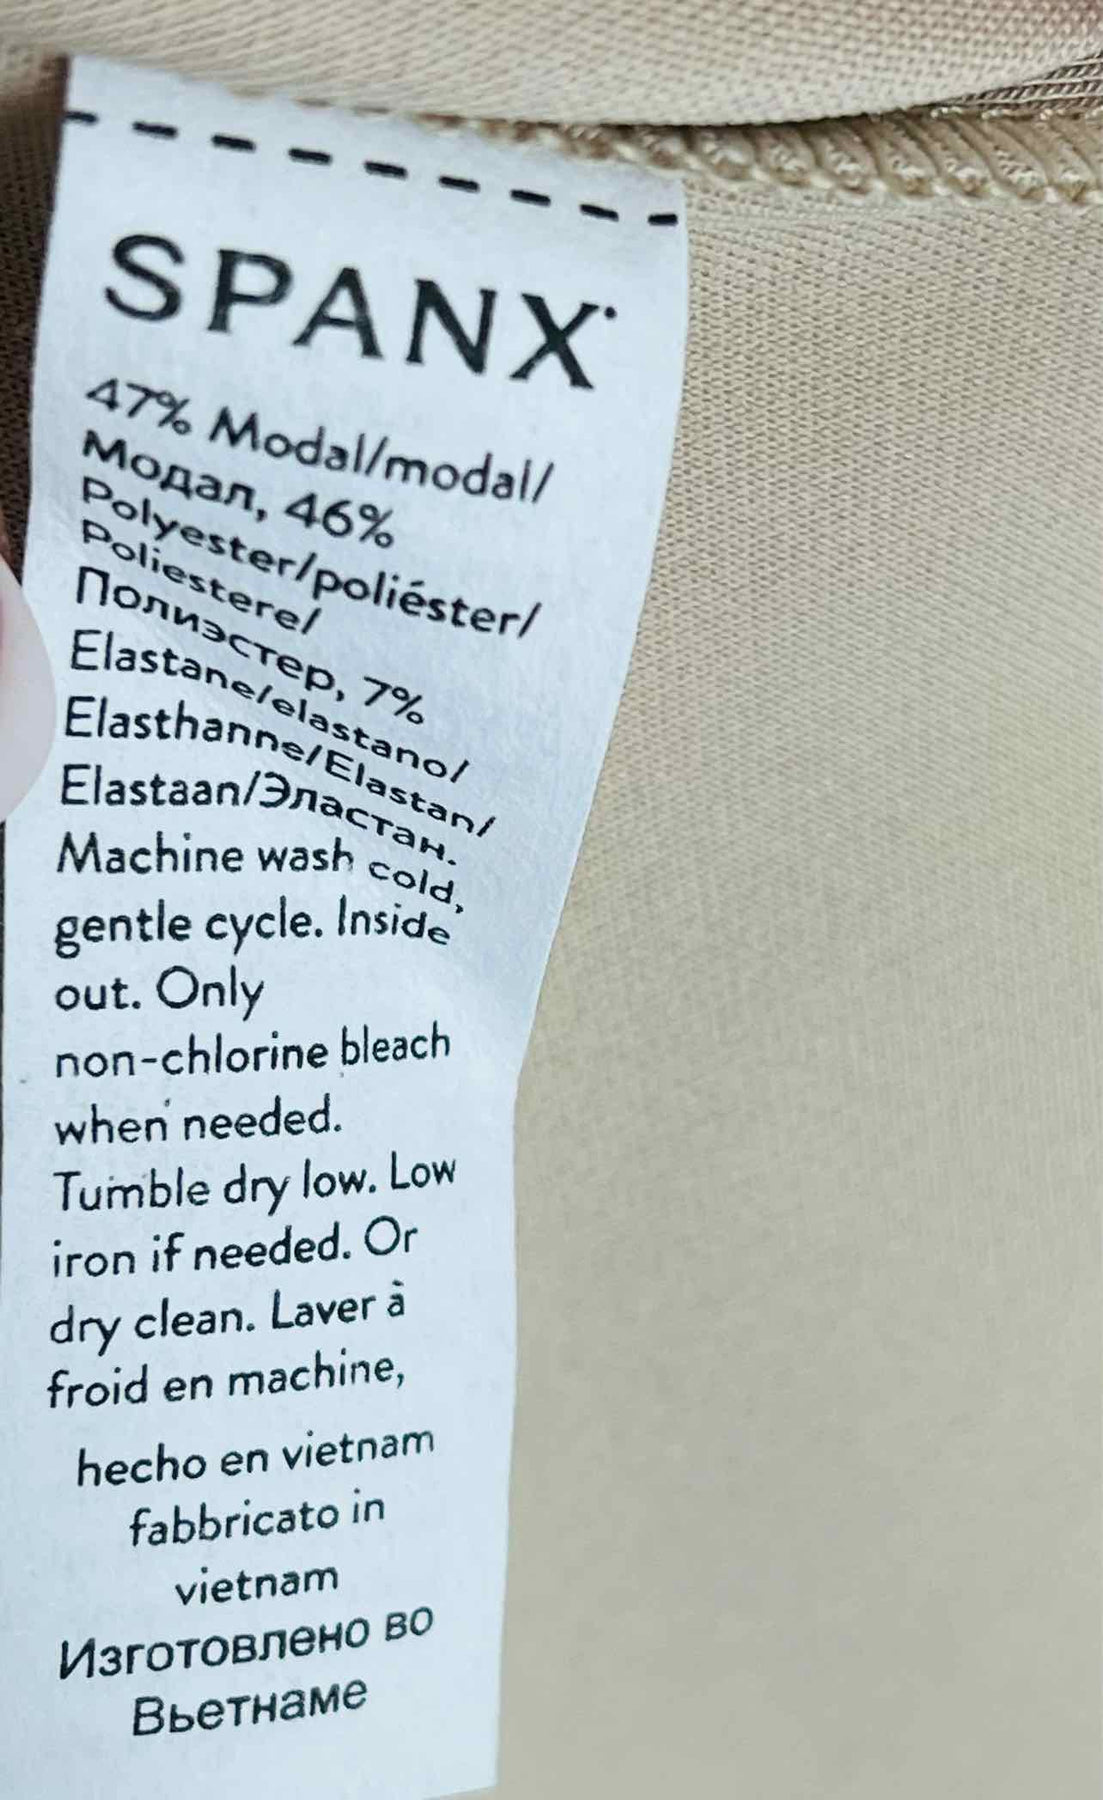 SPANX
47% Modal/modal/
Модал, 46%
Polyester/poliéster/
Poliestere/
Полиэстер, 7%
Elastane/elastano/
Elasthanne/Elastan/
Elastaan/Эластан.
Machine wash cold,
gentle cycle. Inside
out. Only
non-chlorine bleach
when needed.
Tumble dry low. Low
iron if needed. Or
dry clean. Laver à
froid en machine,
hecho en vietnam
fabbricato in
vietnam
Изготовлено во
Вьетнаме